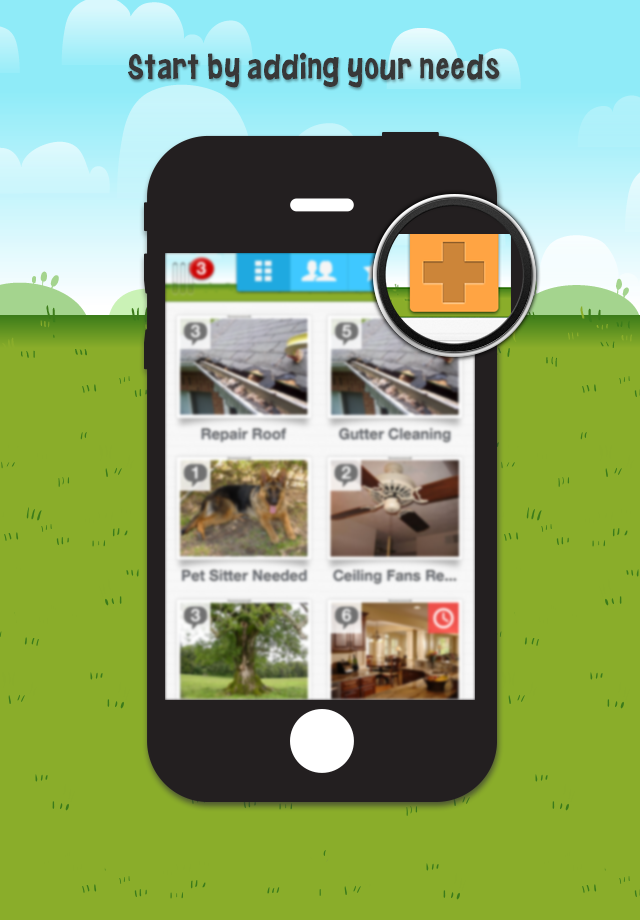 Start by adding your needs
3
3
5
Repair Roof
Gutter Cleaning
1
2
Pet Sitter Needed
Ceiling Fans Re...
3
6